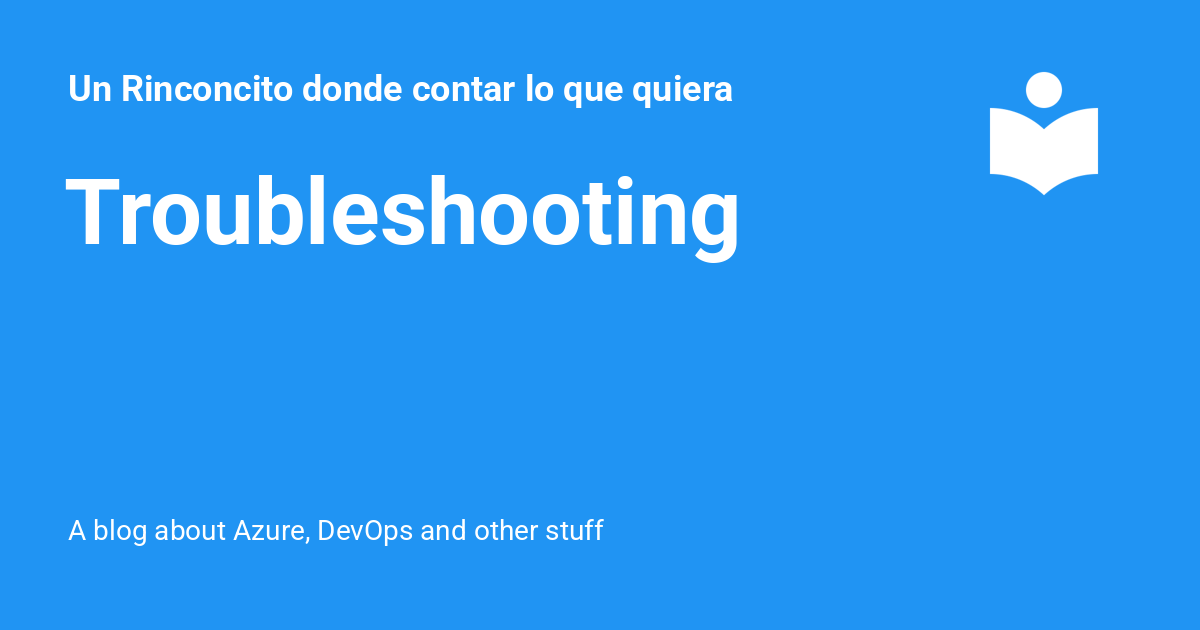 Un Rinconcito donde contar lo que quiera
Troubleshooting
A blog about Azure, DevOps and other stuff